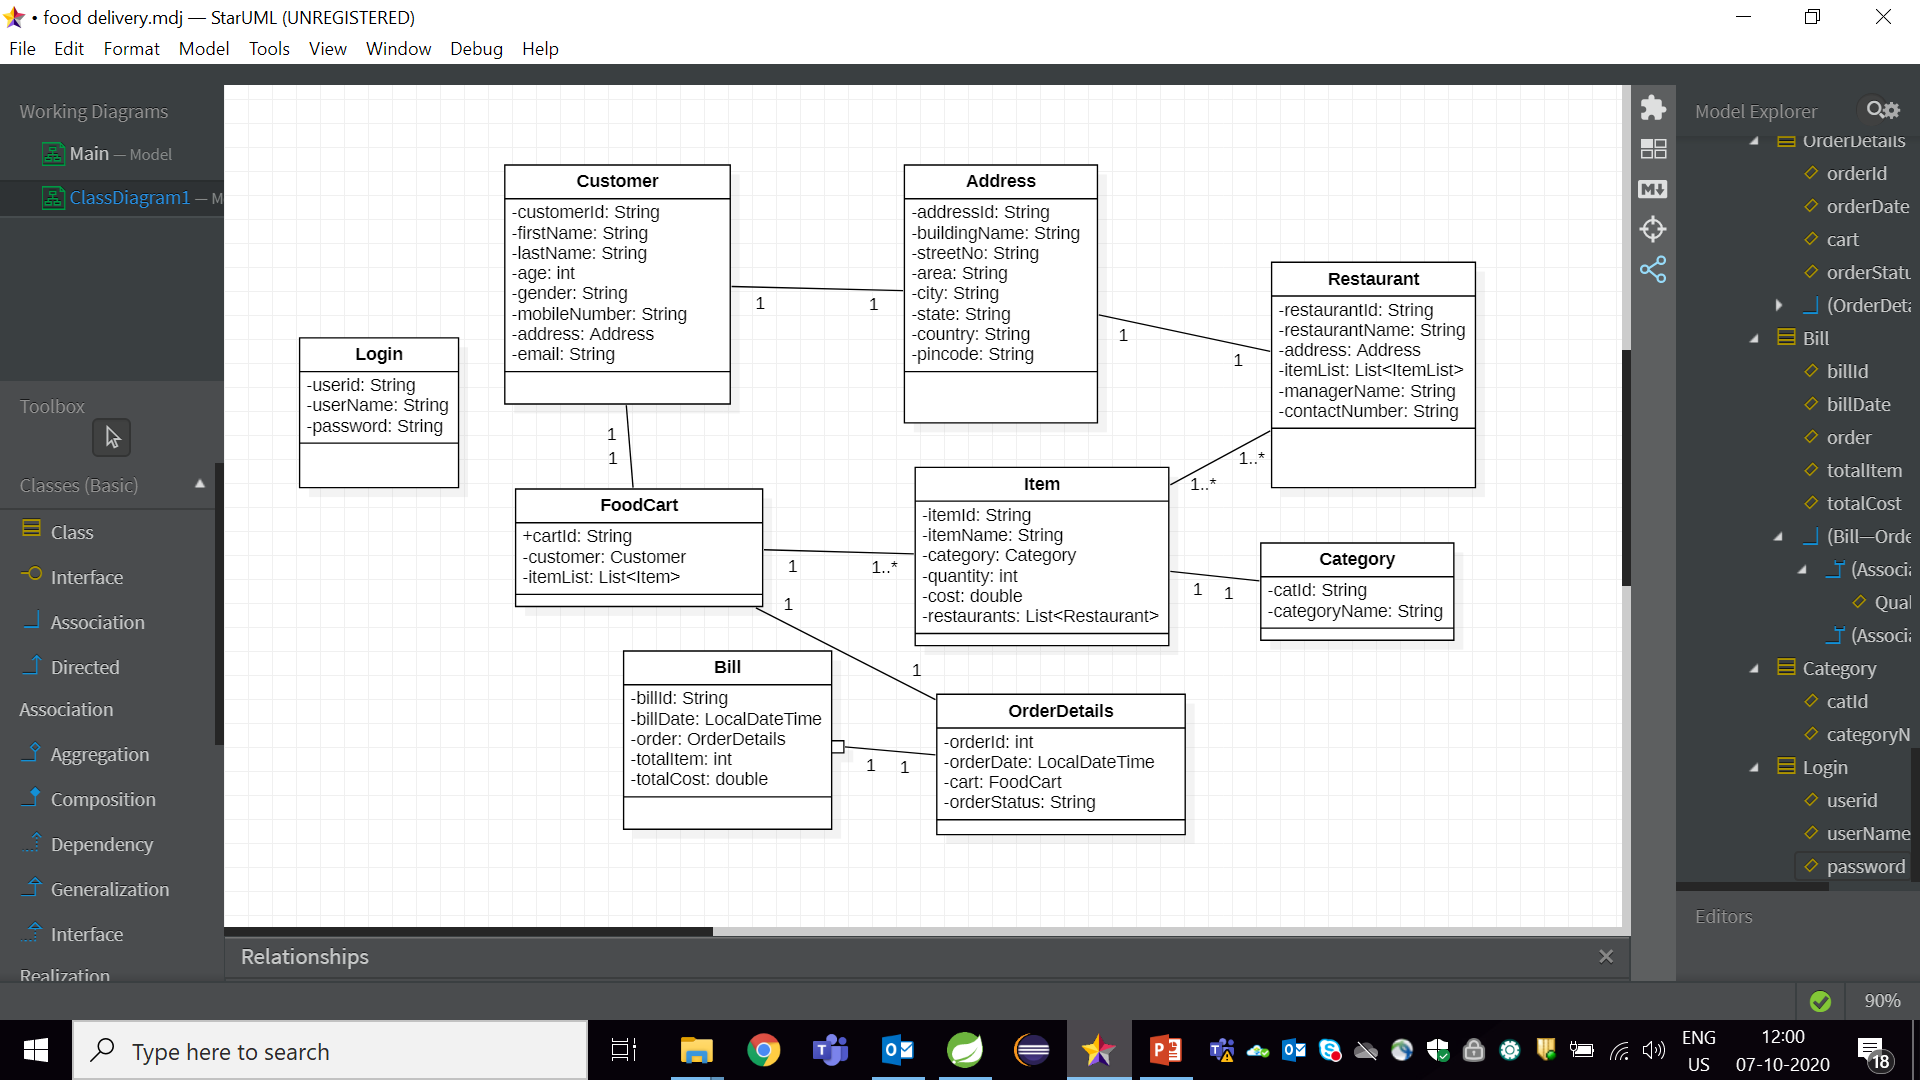 • food delivery.mdj — StarUML (UNREGISTERED)
File Edit Format Model Tools View Window Debug Help
Working Diagrams
Main — Model
ClassDiagram1 — M
Toolbox
Classes (Basic)
Class
Interface
Association
Directed
Association
Aggregation
Composition
Dependency
Generalization
Interface
Realization
Customer
-customerId: String
-firstName: String
-lastName: String
-age: int
-gender: String
-mobileNumber: String
-address: Address
-email: String
1
1
Address
-addressId: String
-buildingName: String
-streetNo: String
-area: String
-city: String
-state: String
-country: String
-pincode: String
1
1
Restaurant
-restaurantId: String
-restaurantName: String
-address: Address
-itemList: List<ItemList>
-managerName: String
-contactNumber: String
Login
-userid: String
-userName: String
-password: String
1
1
1..*
1..*
FoodCart
+cartId: String
-customer: Customer
-itemList: List<Item>
1
1..*
Item
-itemId: String
-itemName: String
-category: Category
-quantity: int
-cost: double
-restaurants: List<Restaurant>
1
1
Category
-catId: String
-categoryName: String
1
1
Bill
-billId: String
-billDate: LocalDateTime
-order: OrderDetails
-totalItem: int
-totalCost: double
1
1
OrderDetails
-orderId: int
-orderDate: LocalDateTime
-cart: FoodCart
-orderStatus: String
Relationships
Model Explorer
OrderDetails
orderId
orderDate
cart
orderStatu
(OrderDeta
Bill
billId
billDate
order
totalItem
totalCost
(Bill—Orde
(Associa
Qual
(Associa
Category
catId
categoryN
Login
userid
userName
password
Editors
90%
Type here to search
ENG
US
12:00
07-10-2020
18